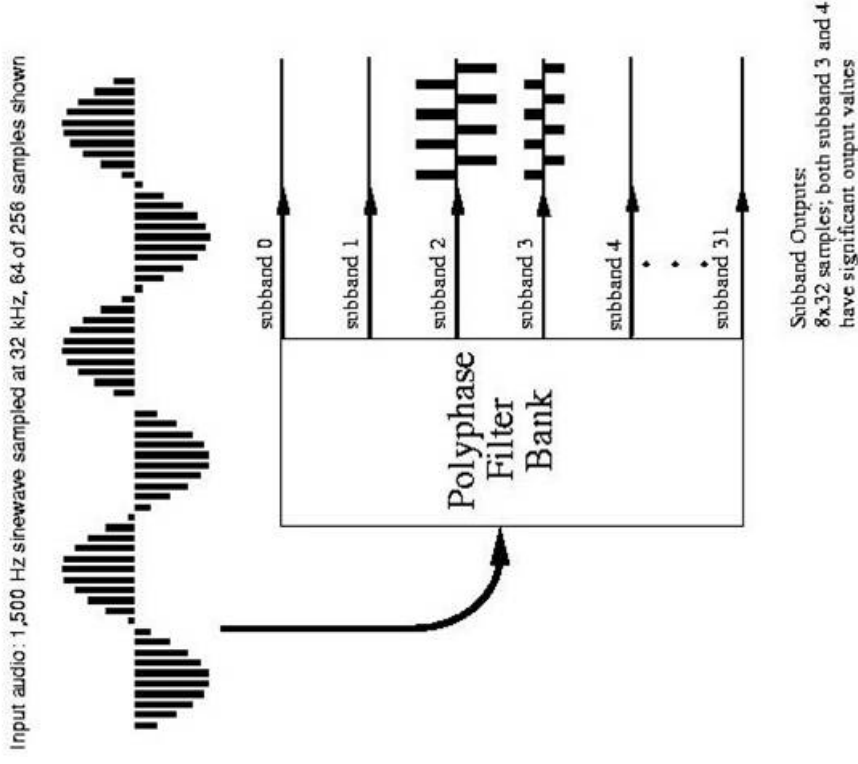 Input audio: 1,500 Hz sinewave sampled at 32 kHz, 64 of 256 samples shown
Polyphase
Filter
Bank
subband 0
subband 1
subband 2
subband 3
subband 4
subband 31
Subband Outputs:
8x32 samples; both subband 3 and 4
have significant output values